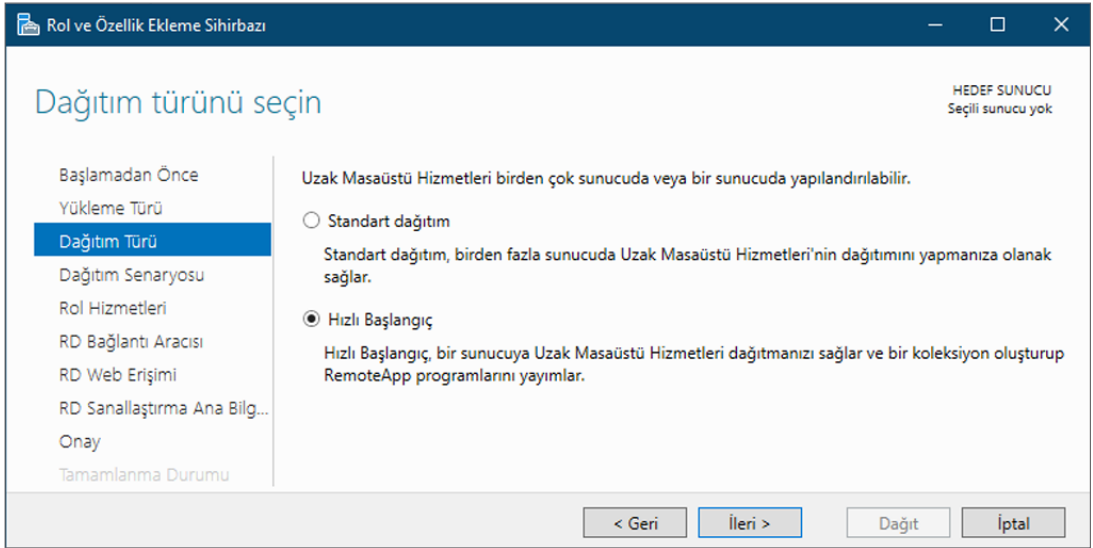 Rol ve Özellik Ekleme Sihirbazı
Dağıtım türünü seçin
HEDEF SUNUCU
Seçili sunucu yok
Başlamadan Önce
Yükleme Türü
Dağıtım Türü
Dağıtım Senaryosu
Rol Hizmetleri
RD Bağlantı Aracısı
RD Web Erişimi
RD Sanallaştırma Ana Bilg...
Onay
Tamamlanma Durumu
Uzak Masaüstü Hizmetleri birden çok sunucuda veya bir sunucuda yapılandırılabilir.
Standart dağıtım
Standart dağıtım, birden fazla sunucuda Uzak Masaüstü Hizmetleri'nin dağıtımını yapmanıza olanak
sağlar.
Hızlı Başlangıç
Hızlı Başlangıç, bir sunucuya Uzak Masaüstü Hizmetleri dağıtmanızı sağlar ve bir koleksiyon oluşturup
RemoteApp programlarını yayımlar.
< Geri
İleri >
Dağıt
İptal